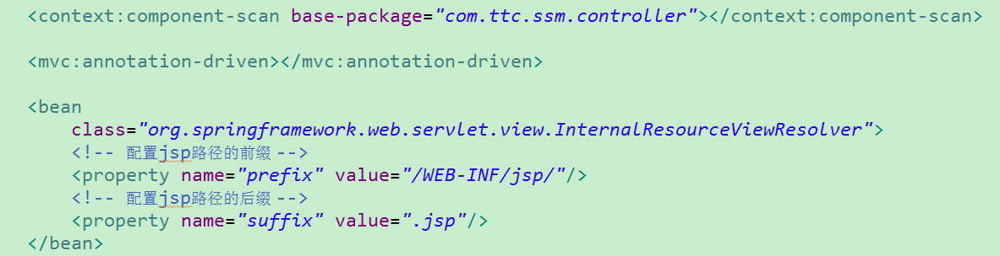 <context:component-scan base-package="com.ttc.ssm.controller"></context:component-scan>
<mvc:annotation-driven></mvc:annotation-driven>
<bean
class="org.springframework.web.servlet.view.InternalResourceViewResolver">
<!-- 配置jsp路径的前缀 -->
<property name="prefix" value="/WEB-INF/jsp/"/>
<!-- 配置jsp路径的后缀 -->
<property name="suffix" value=".jsp"/>
</bean>